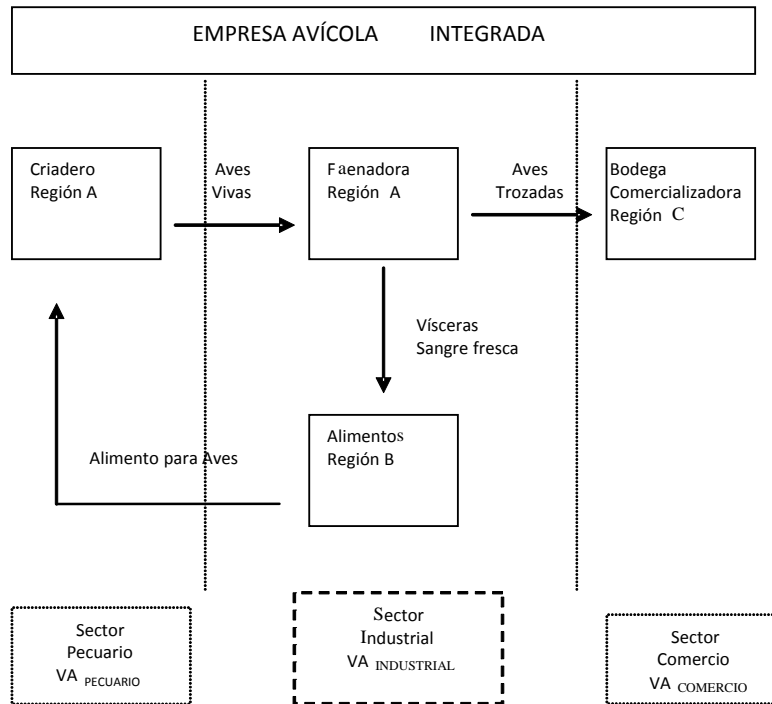 EMPRESA AVÍCOLA INTEGRADA
Criadero
Región A
Aves
Vivas
Faenadora
Región A
Aves
Trozadas
Bodega
Comercializadora
Región C
Vísceras
Sangre fresca
Alimento para Aves
Alimentos
Región B
Sector
Pecuario
VA PECUARIO
Sector
Industrial
VA INDUSTRIAL
Sector
Comercio
VA COMERCIO